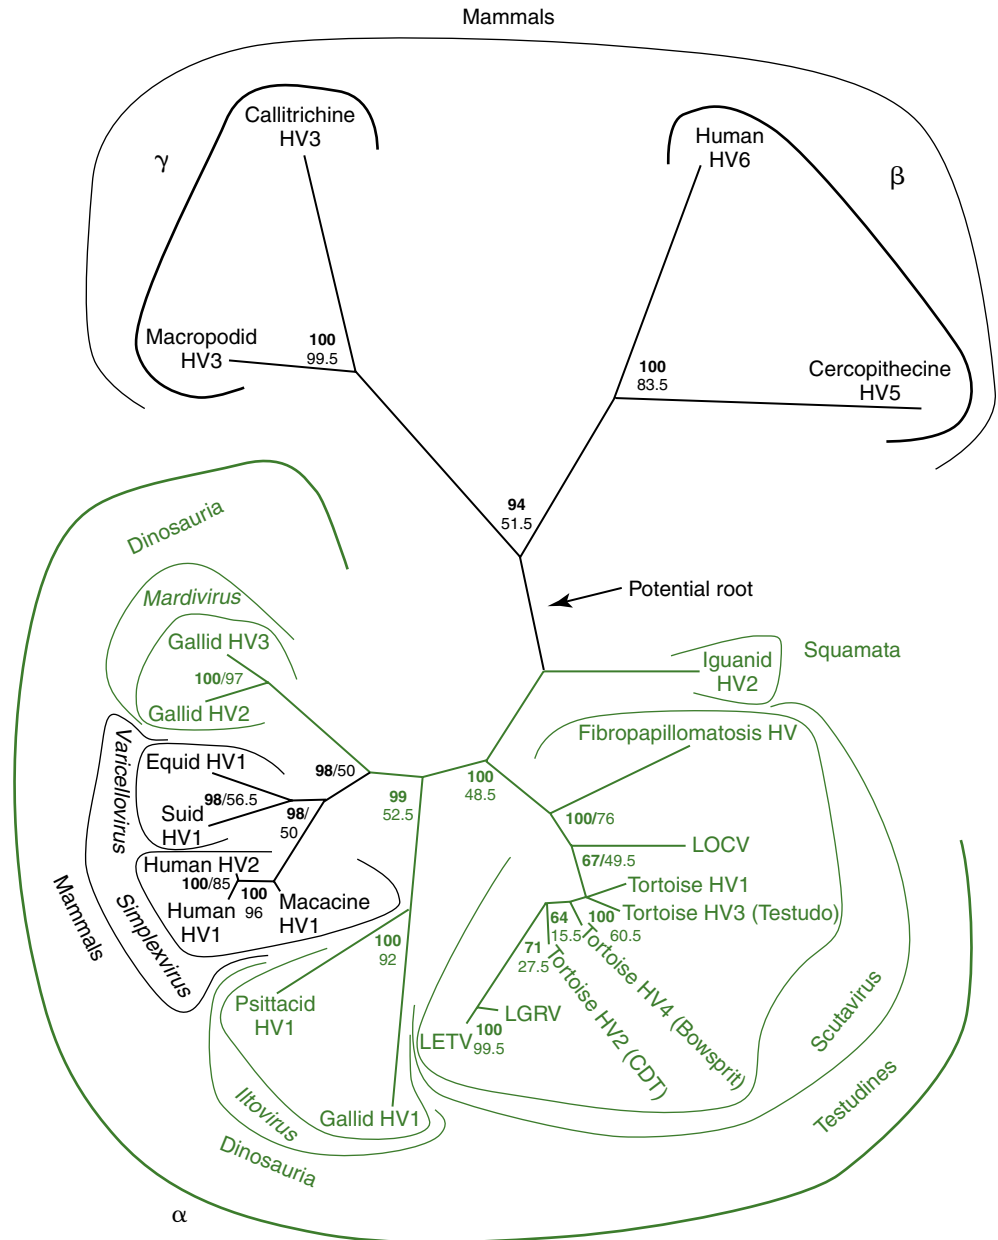 Mammals
Callitrichine
HV3
γ
Human
HV6
β
Macropodid
HV3
100
99.5
100
83.5
Cercopithecine
HV5
94
51.5
Dinosauria
Potential root
Mardivirus
Gallid HV3
100/97
Gallid HV2
Iguanid
HV2
Squamata
Fibropapillomatosis HV
Varicellovirus
Equid HV1
98/50
98/56.5
Suid
HV1
98/
50
99
52.5
100
48.5
100/76
LOCV
67/49.5
Mammals
Simplexvirus
Human HV2
100/85
Human
HV1
100
96
Macacine
HV1
Tortoise HV1
Tortoise HV3 (Testudo)
100
60.5
64
15.5
71
27.5
Tortoise HV4 (Bowsprit)
Tortoise HV2 (CDT)
100
92
Psittacid
HV1
LGRV
LETV
100
99.5
Scutavirus
Testudines
Iltovirus
Gallid HV1
Dinosauria
α